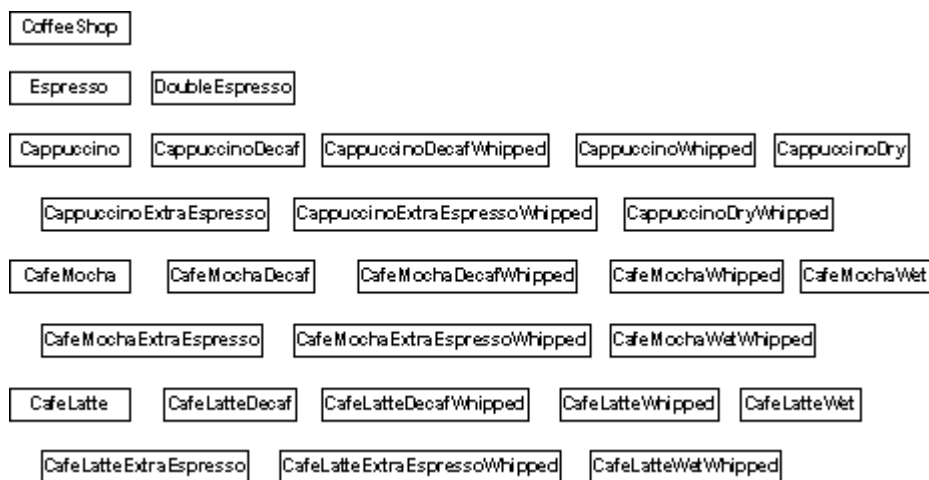 CoffeeShop
Espresso DoubleEspresso
Cappuccino CappuccinoDecaf CappuccinoDecafWhipped CappuccinoWhipped CappuccinoDry
CappuccinoExtraEspresso CappuccinoExtraEspressoWhipped CappuccinoDryWhipped
CafeMocha CafeMochaDecaf CafeMochaDecafWhipped CafeMochaWhipped CafeMochaWet
CafeMochaExtraEspresso CafeMochaExtraEspressoWhipped CafeMochaWetWhipped
CafeLatte CafeLatteDecaf CafeLatteDecafWhipped CafeLatteWhipped CafeLatteWet
CafeLatteExtraEspresso CafeLatteExtraEspressoWhipped CafeLatteWetWhipped